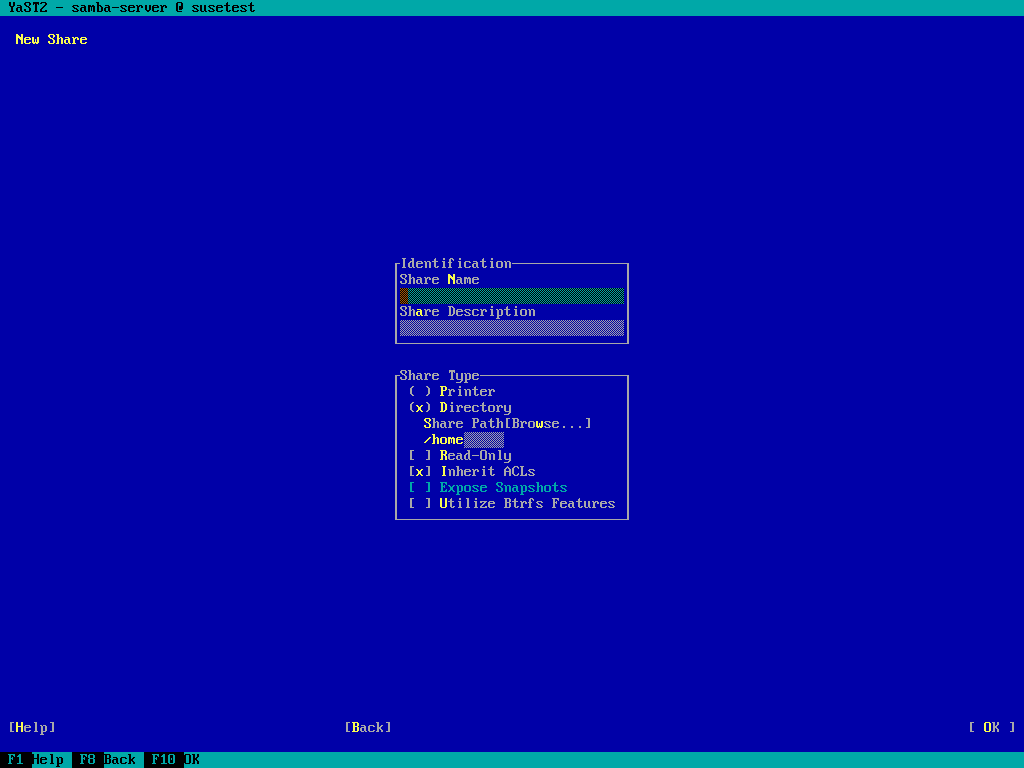 YaST2 - samba-server @ susetest
New Share
Identification
Share Name
Share Description
Share Type
( ) Printer
(x) Directory
Share Path[Browse...]
/home
[ ] Read-Only
[x] Inherit ACLs
[ ] Expose Snapshots
[ ] Utilize Btrfs Features
[Help] [Back] [ OK ]
F1 Help F8 Back F10 OK